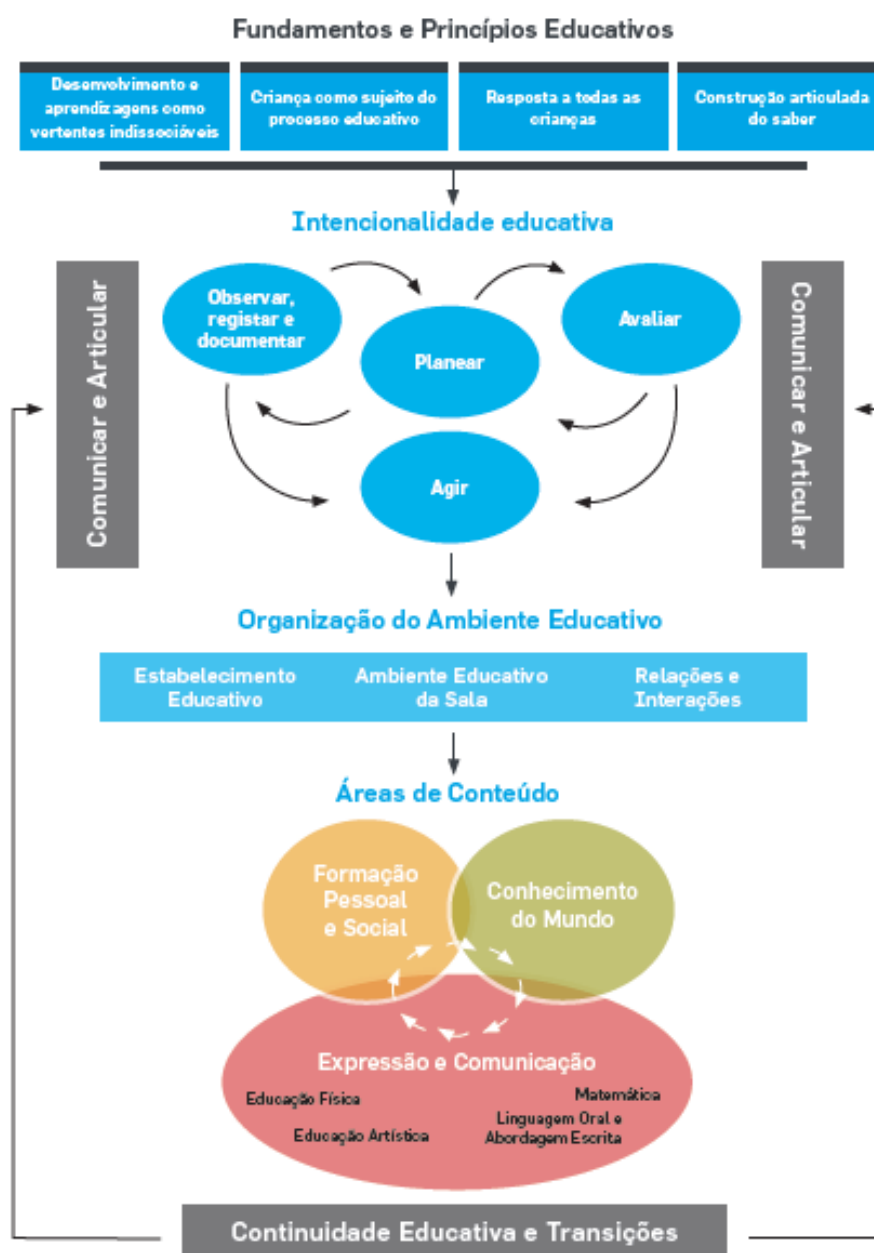 Fundamentos e Princípios Educativos
Desenvolvimento e
aprendizagens como
vertentes indissociáveis
Criança como sujeito do
processo educativo
Resposta a todas as
crianças
Construção articulada
do saber
Intencionalidade educativa
Comunicar e Articular
Observar,
registar e
documentar
Planear
Avaliar
Agir
Comunicar e Articular
Organização do Ambiente Educativo
Estabelecimento
Educativo
Ambiente Educativo
da Sala
Relações e
Interações
Áreas de Conteúdo
Formação
Pessoal
e Social
Conhecimento
do Mundo
Expressão e Comunicação
Educação Física
Matemática
Educação Artística
Linguagem Oral e
Abordagem Escrita
Continuidade Educativa e Transições